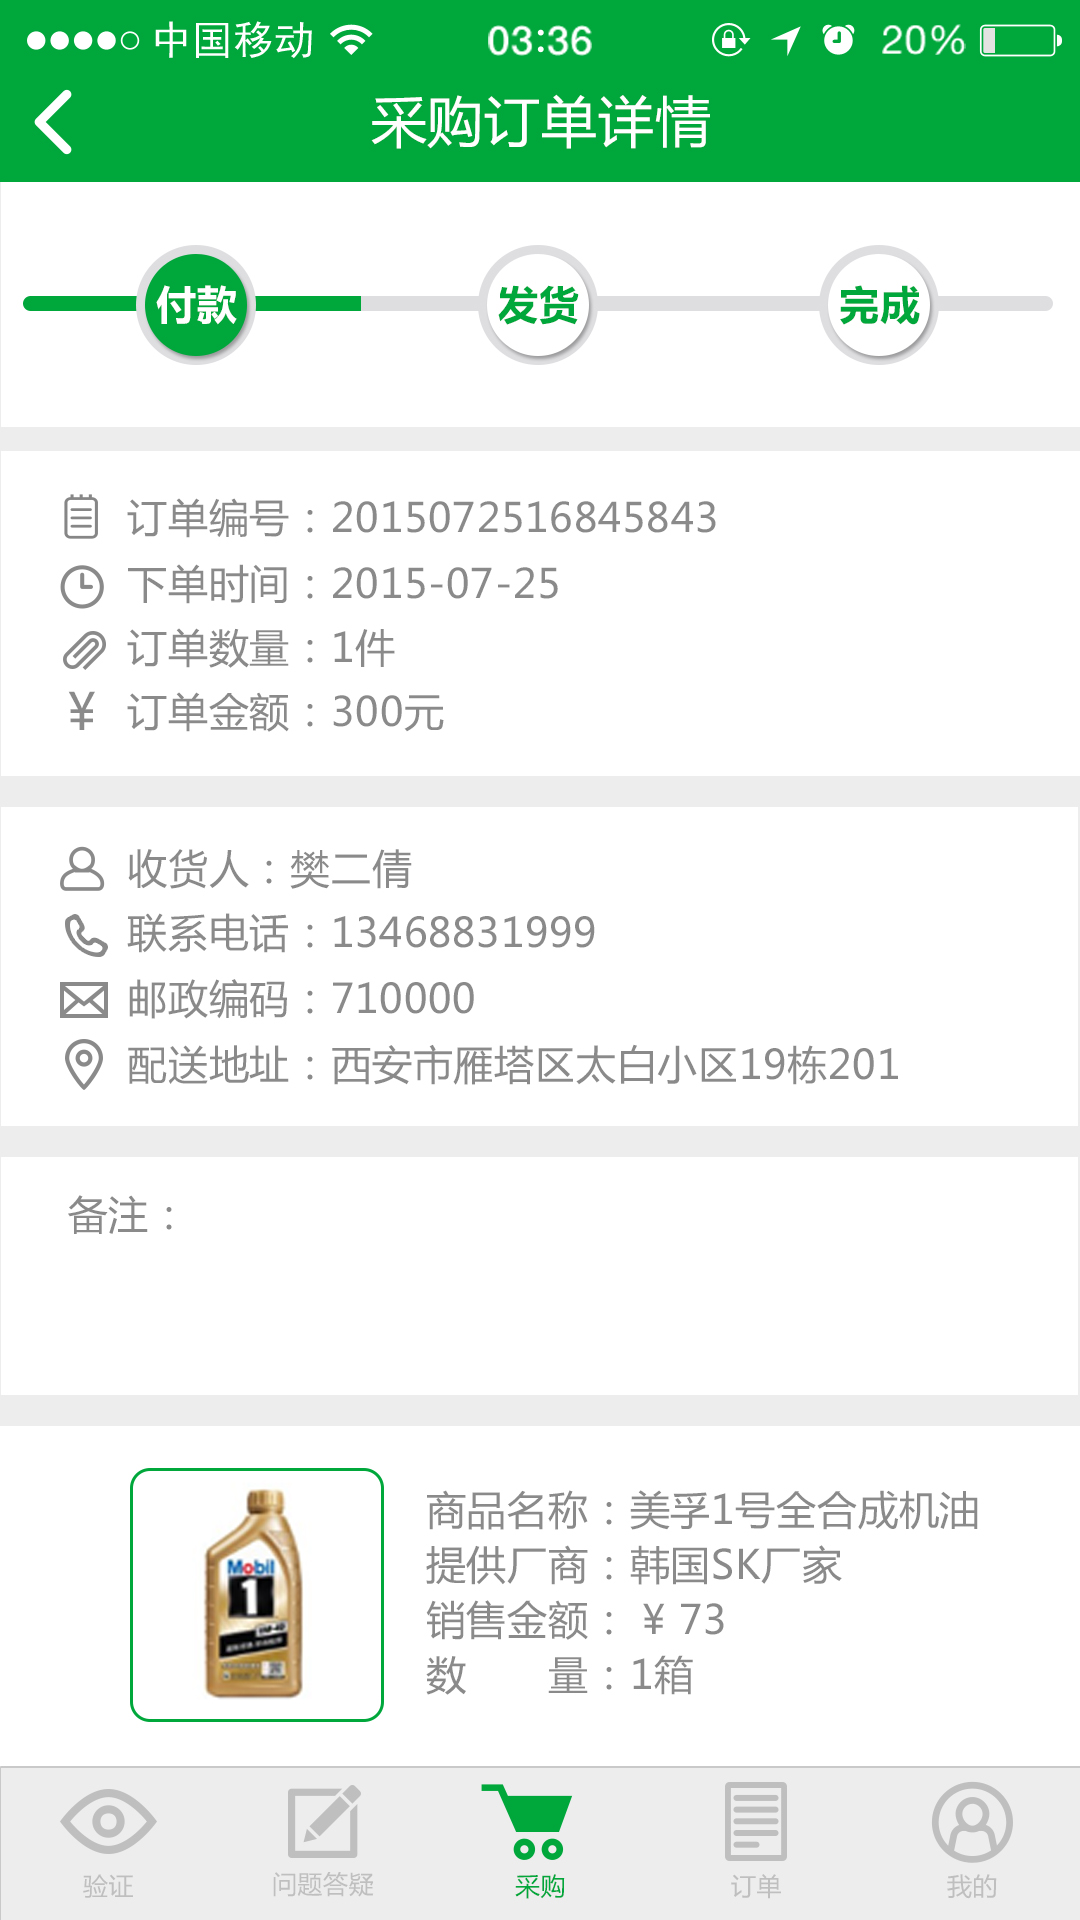 中国移动 03:36 20%
采购订单详情
付款 发货 完成
订单编号：2015072516845843
下单时间：2015-07-25
订单数量：1件
¥ 订单金额：300元
收货人：樊二倩
联系电话：13468831999
邮政编码：710000
配送地址：西安市雁塔区太白小区19栋201
备注：
Mobil
1
商品名称：美孚1号全合成机油
提供厂商：韩国SK厂家
销售金额：¥ 73
数 量：1箱
验证 问题答疑 采购 订单 我的